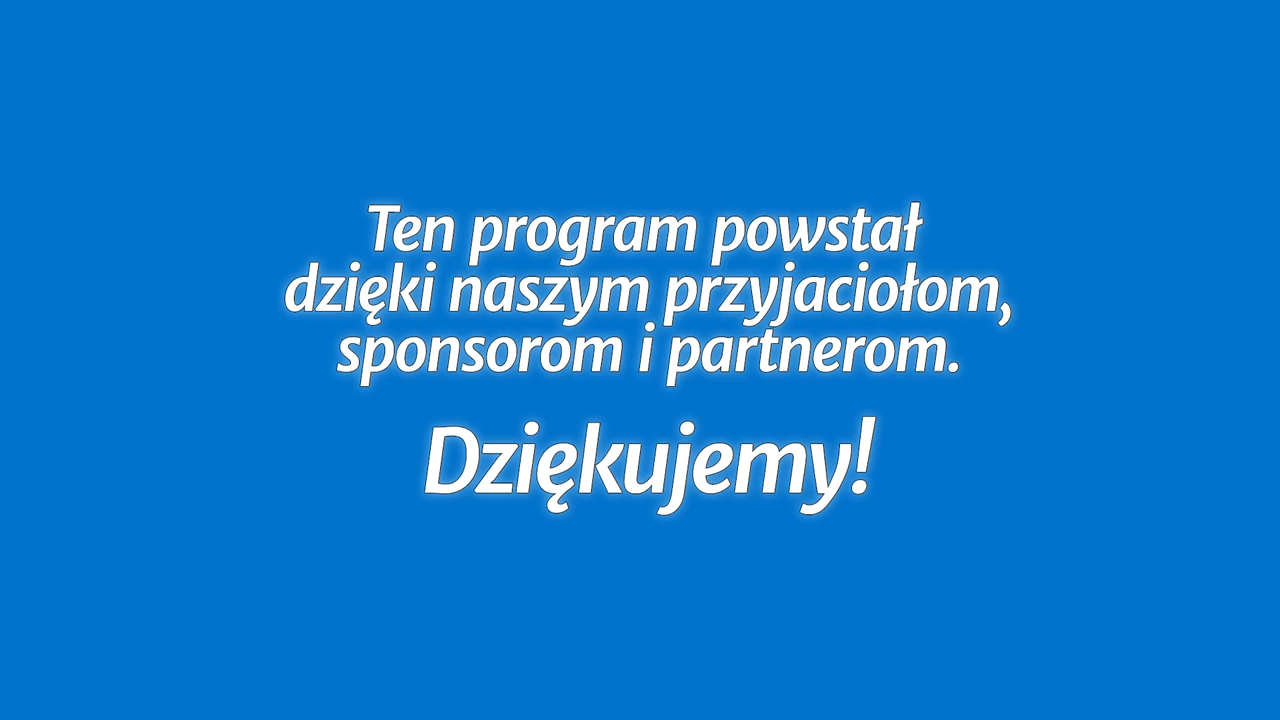 Ten program powstał
dzięki naszym przyjaciołom,
sponsorom i partnerom.
Dziękujemy!